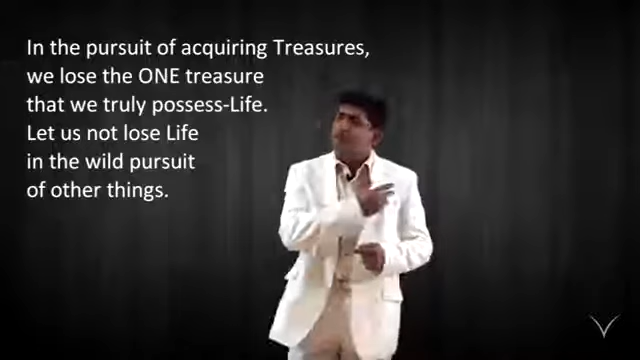 In the pursuit of acquiring Treasures,
we lose the ONE treasure
that we truly possess-Life.
Let us not lose Life
in the wild pursuit
of other things.